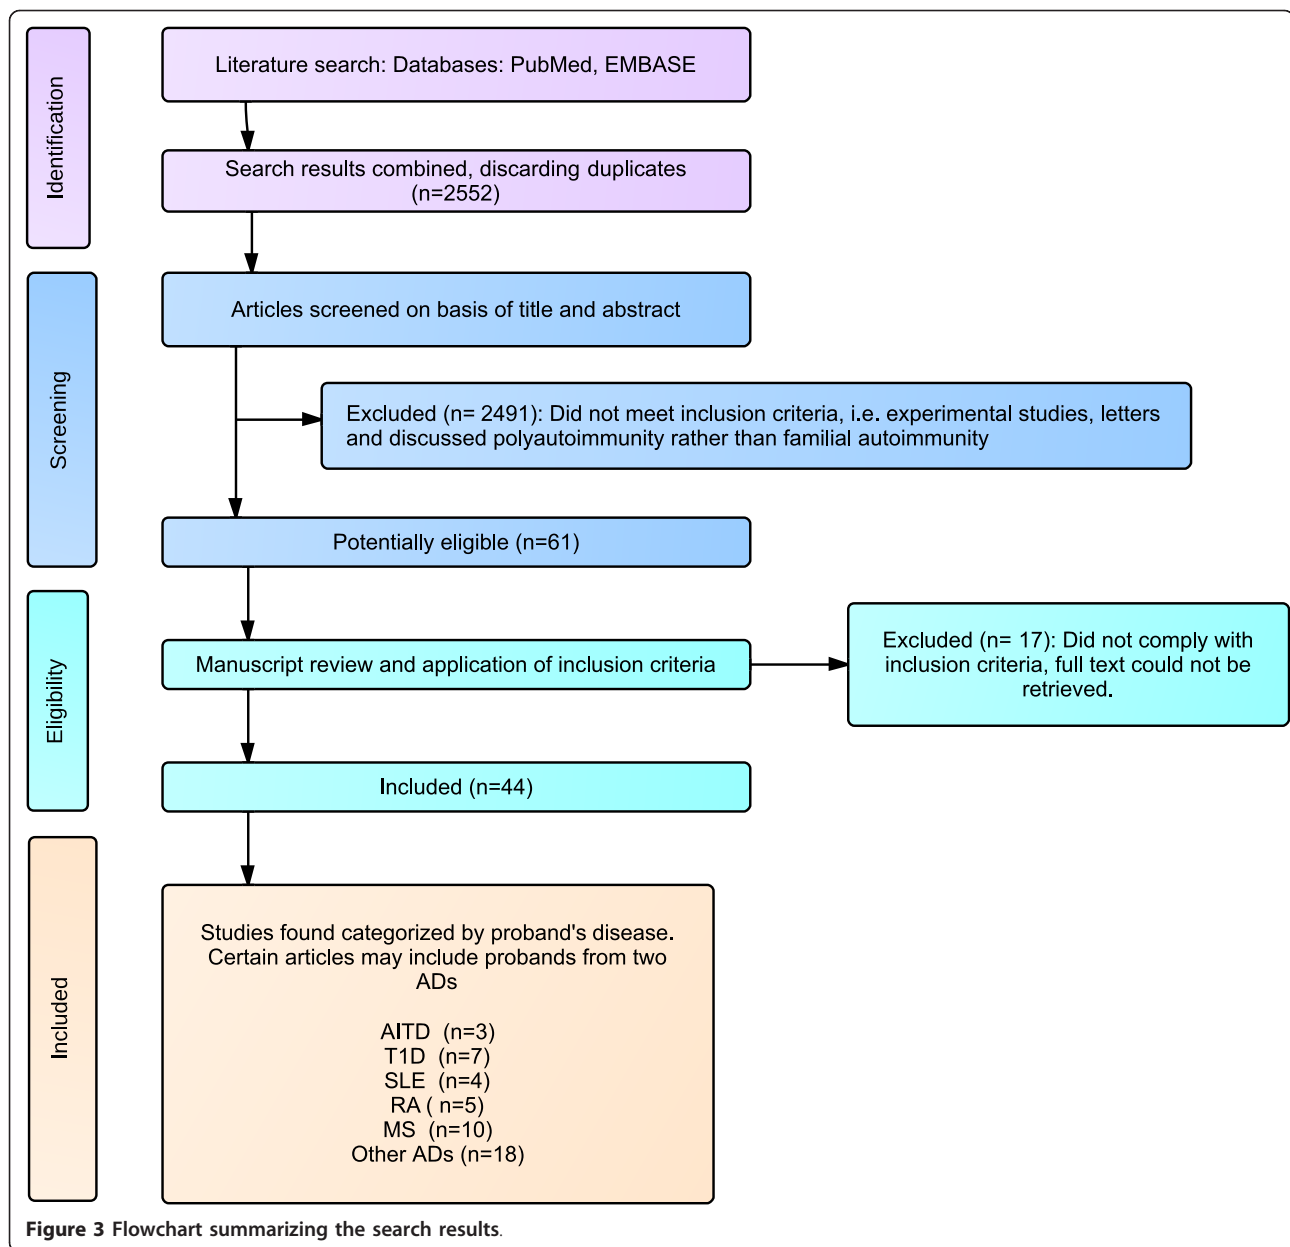 Identification
Literature search: Databases: PubMed, EMBASE
Search results combined, discarding duplicates
(n=2552)
Screening
Articles screened on basis of title and abstract
Excluded (n= 2491): Did not meet inclusion criteria, i.e. experimental studies, letters
and discussed polyautoimmunity rather than familial autoimmunity
Potentially eligible (n=61)
Eligibility
Manuscript review and application of inclusion criteria
Excluded (n= 17): Did not comply with
inclusion criteria, full text could not be
retrieved.
Included (n=44)
Included
Studies found categorized by proband's disease.
Certain articles may include probands from two
ADs
AITD (n=3)
T1D (n=7)
SLE (n=4)
RA ( n=5)
MS (n=10)
Other ADs (n=18)
Figure 3 Flowchart summarizing the search results.